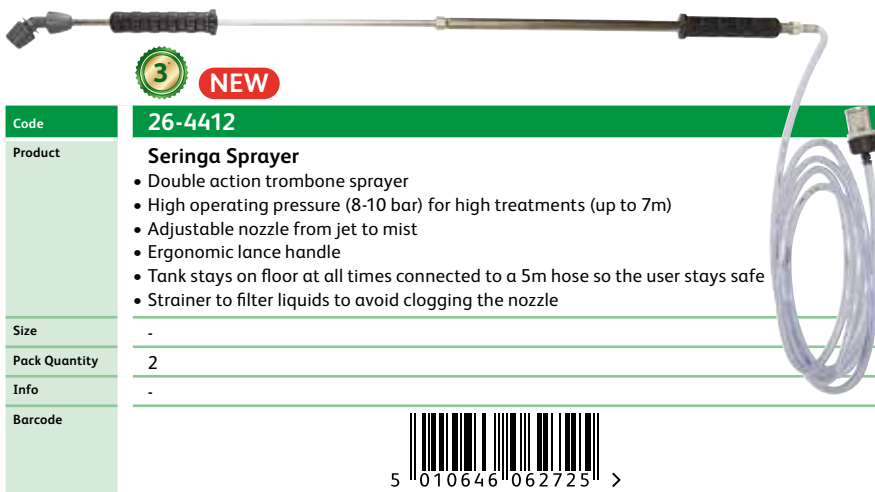 3
NEW
Code 26-4412
Product Seringa Sprayer
• Double action trombone sprayer
• High operating pressure (8-10 bar) for high treatments (up to 7m)
• Adjustable nozzle from jet to mist
• Ergonomic lance handle
• Tank stays on floor at all times connected to a 5m hose so the user stays safe
• Strainer to filter liquids to avoid clogging the nozzle
Size -
Pack Quantity 2
Info -
Barcode
5 010646 062725 >